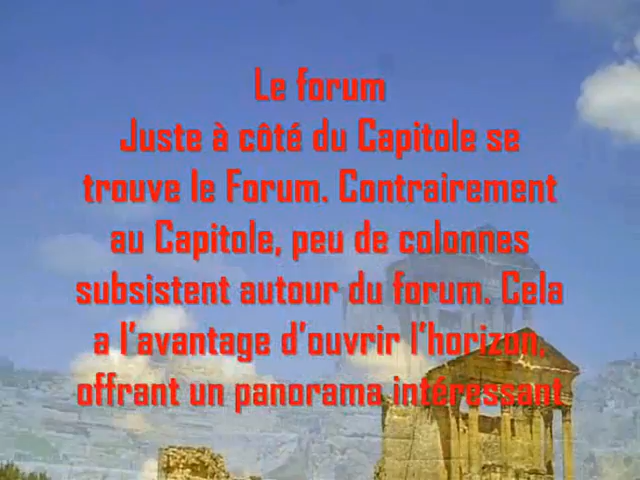 Le forum
Juste à côté du Capitole se
trouve le Forum. Contrairement
au Capitole, peu de colonnes
subsistent autour du forum. Cela
a l'avantage d'ouvrir l'horizon,
offrant un panorama intéressant